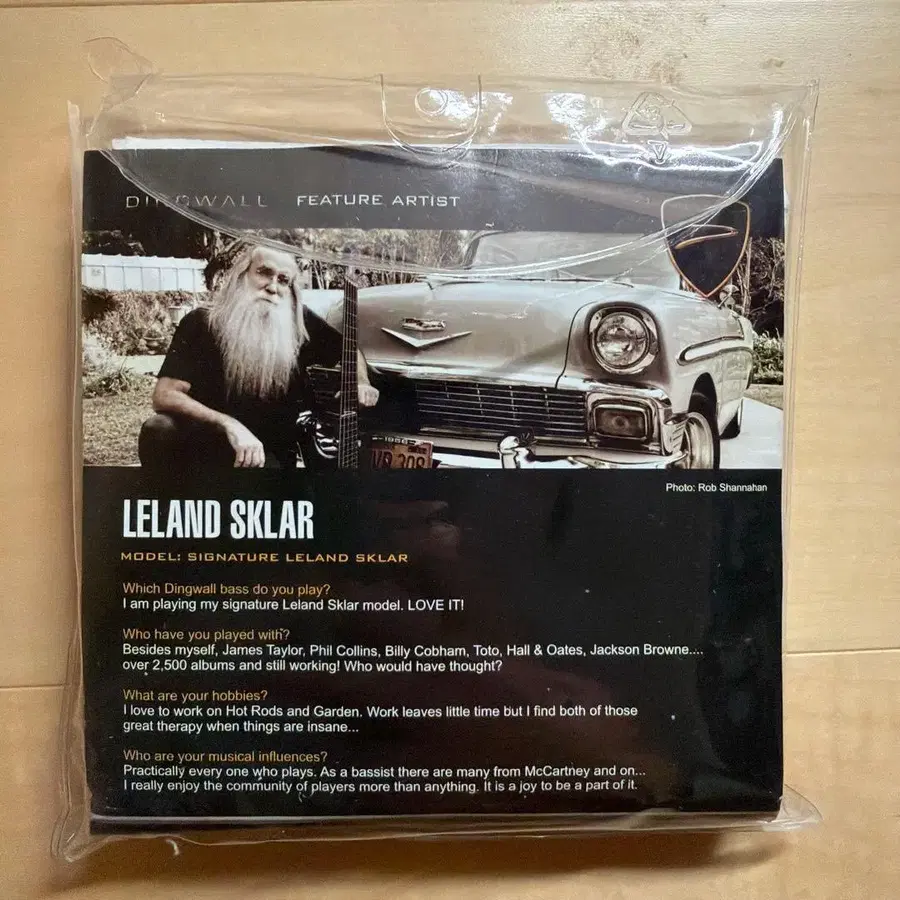 DINGWALL FEATURE ARTIST
1956
Photo: Rob Shannahan
LELAND SKLAR
MODEL: SIGNATURE LELAND SKLAR
Which Dingwall bass do you play?
I am playing my signature Leland Sklar model. LOVE IT!
Who have you played with?
Besides myself, James Taylor, Phil Collins, Billy Cobham, Toto, Hall & Oates, Jackson Browne....
over 2,500 albums and still working! Who would have thought?
What are your hobbies?
I love to work on Hot Rods and Garden. Work leaves little time but I find both of those
great therapy when things are insane...
Who are your musical influences?
Practically every one who plays. As a bassist there are many from McCartney and on...
I really enjoy the community of players more than anything. It is a joy to be a part of it.